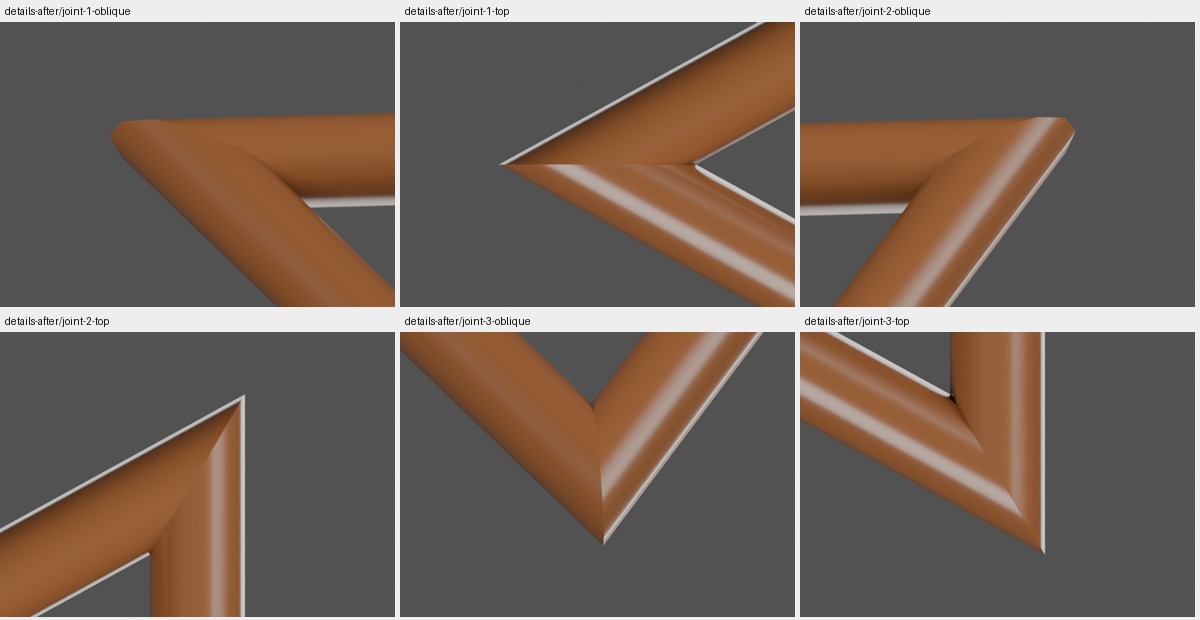 details-after/joint-1-oblique
details-after/joint-1-top
details-after/joint-2-oblique
details-after/joint-2-top
details-after/joint-3-oblique
details-after/joint-3-top